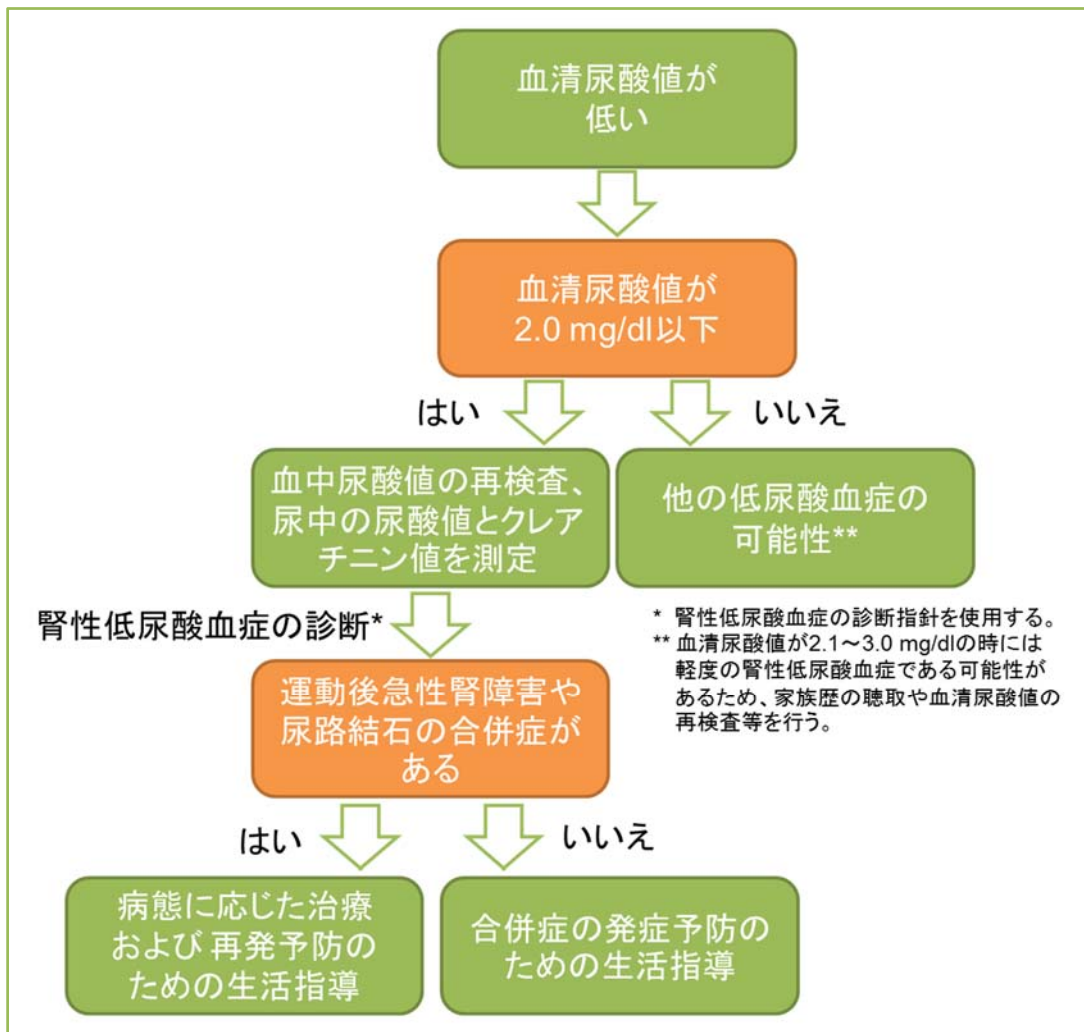 血清尿酸値が
低い
血清尿酸値が
2.0 mg/dl以下
はい
いいえ
血中尿酸値の再検査、
尿中の尿酸値とクレア
チニン値を測定
他の低尿酸血症の
可能性**
腎性低尿酸血症の診断*
* 腎性低尿酸血症の診断指針を使用する。
** 血清尿酸値が2.1～3.0 mg/dlの時には
軽度の腎性低尿酸血症である可能性が
あるため、家族歴の聴取や血清尿酸値の
再検査等を行う。
運動後急性腎障害や
尿路結石の合併症が
ある
はい
いいえ
病態に応じた治療
および 再発予防の
ための生活指導
合併症の発症予防の
ための生活指導